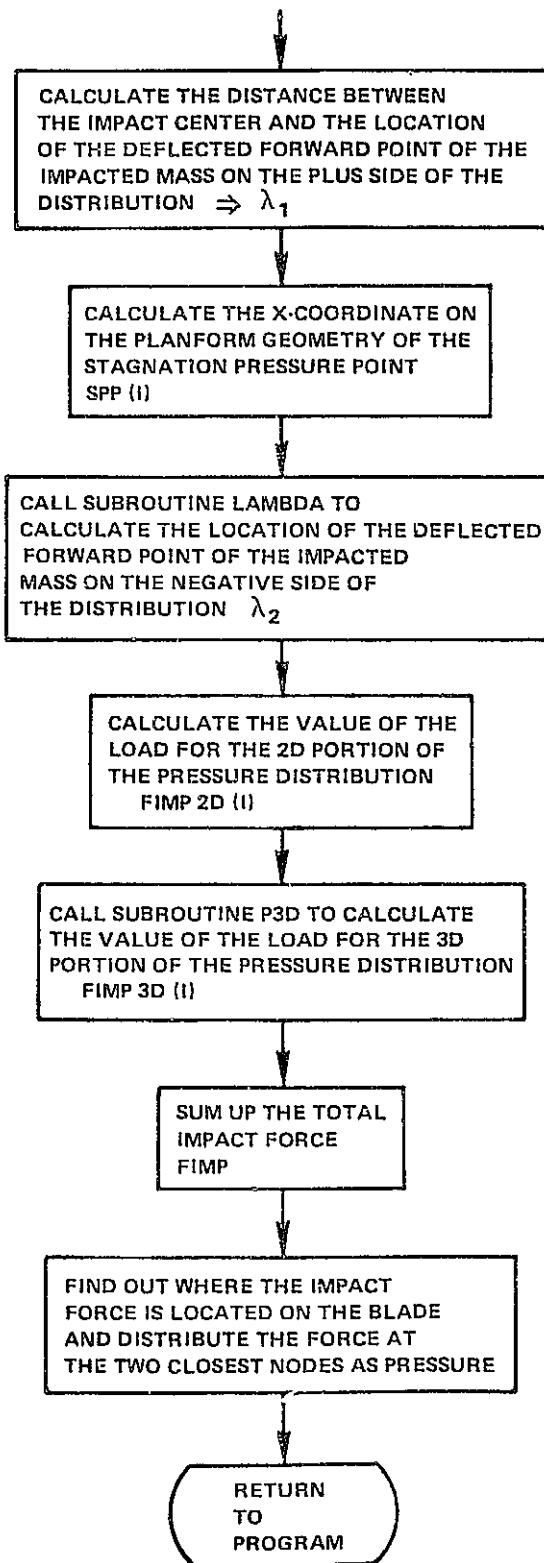 CALCULATE THE DISTANCE BETWEEN
THE IMPACT CENTER AND THE LOCATION
OF THE DEFLECTED FORWARD POINT OF THE
IMPACTED MASS ON THE PLUS SIDE OF THE
DISTRIBUTION ⇒ λ₁
CALCULATE THE X-COORDINATE ON
THE PLANFORM GEOMETRY OF THE
STAGNATION PRESSURE POINT
SPP (I)
CALL SUBROUTINE LAMBDA TO
CALCULATE THE LOCATION OF THE DEFLECTED
FORWARD POINT OF THE IMPACTED
MASS ON THE NEGATIVE SIDE OF
THE DISTRIBUTION λ₂
CALCULATE THE VALUE OF THE
LOAD FOR THE 2D PORTION OF
THE PRESSURE DISTRIBUTION
FIMP 2D (I)
CALL SUBROUTINE P3D TO CALCULATE
THE VALUE OF THE LOAD FOR THE 3D
PORTION OF THE PRESSURE DISTRIBUTION
FIMP 3D (I)
SUM UP THE TOTAL
IMPACT FORCE
FIMP
FIND OUT WHERE THE IMPACT
FORCE IS LOCATED ON THE BLADE
AND DISTRIBUTE THE FORCE AT
THE TWO CLOSEST NODES AS PRESSURE
RETURN
TO
PROGRAM